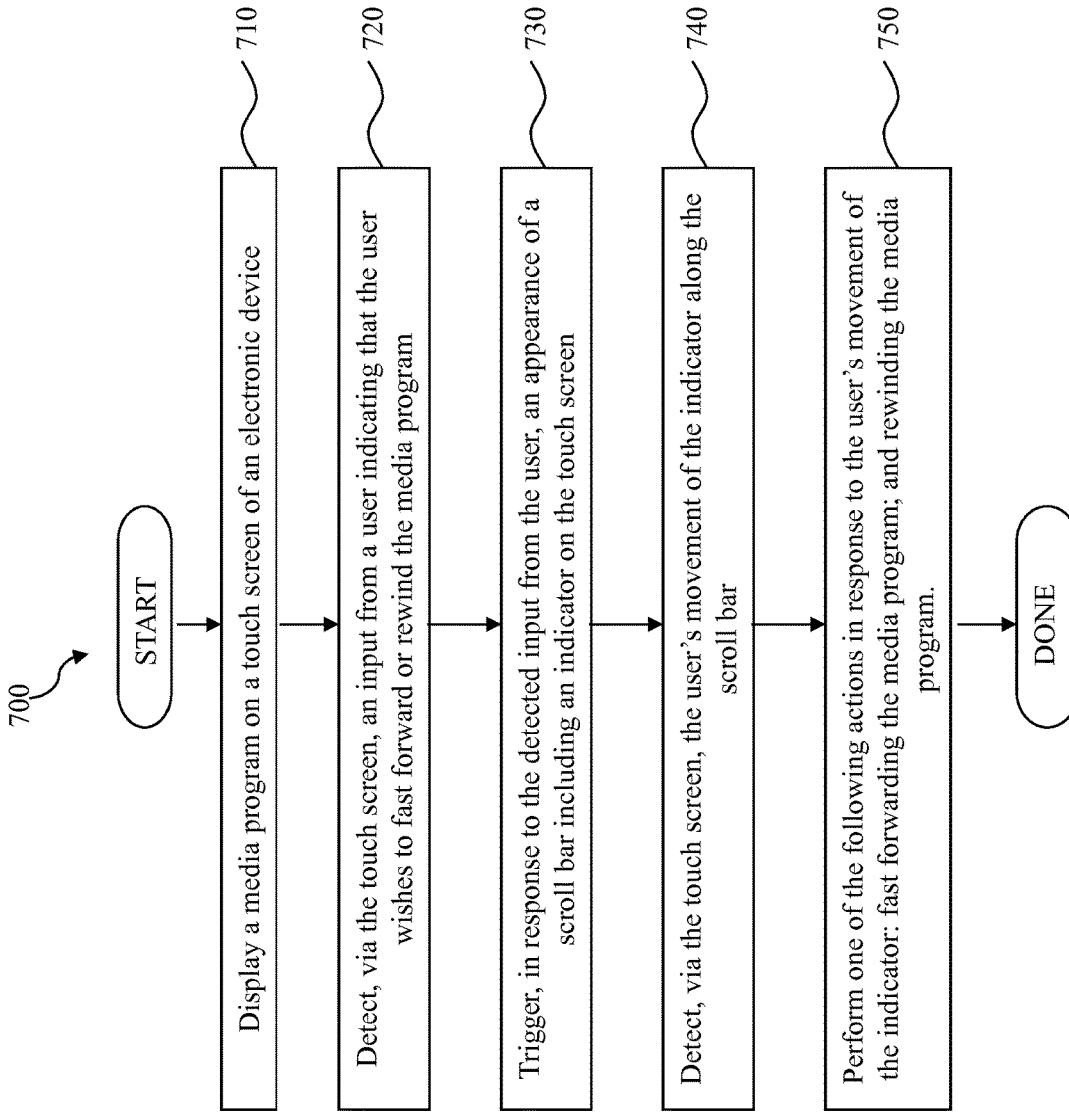 700
START
Display a media program on a touch screen of an electronic device
710
Detect, via the touch screen, an input from a user indicating that the user
wishes to fast forward or rewind the media program
720
Trigger, in response to the detected input from the user, an appearance of a
scroll bar including an indicator on the touch screen
730
Detect, via the touch screen, the user’s movement of the indicator along the
scroll bar
740
Perform one of the following actions in response to the user’s movement of
the indicator: fast forwarding the media program; and rewinding the media
program.
750
DONE